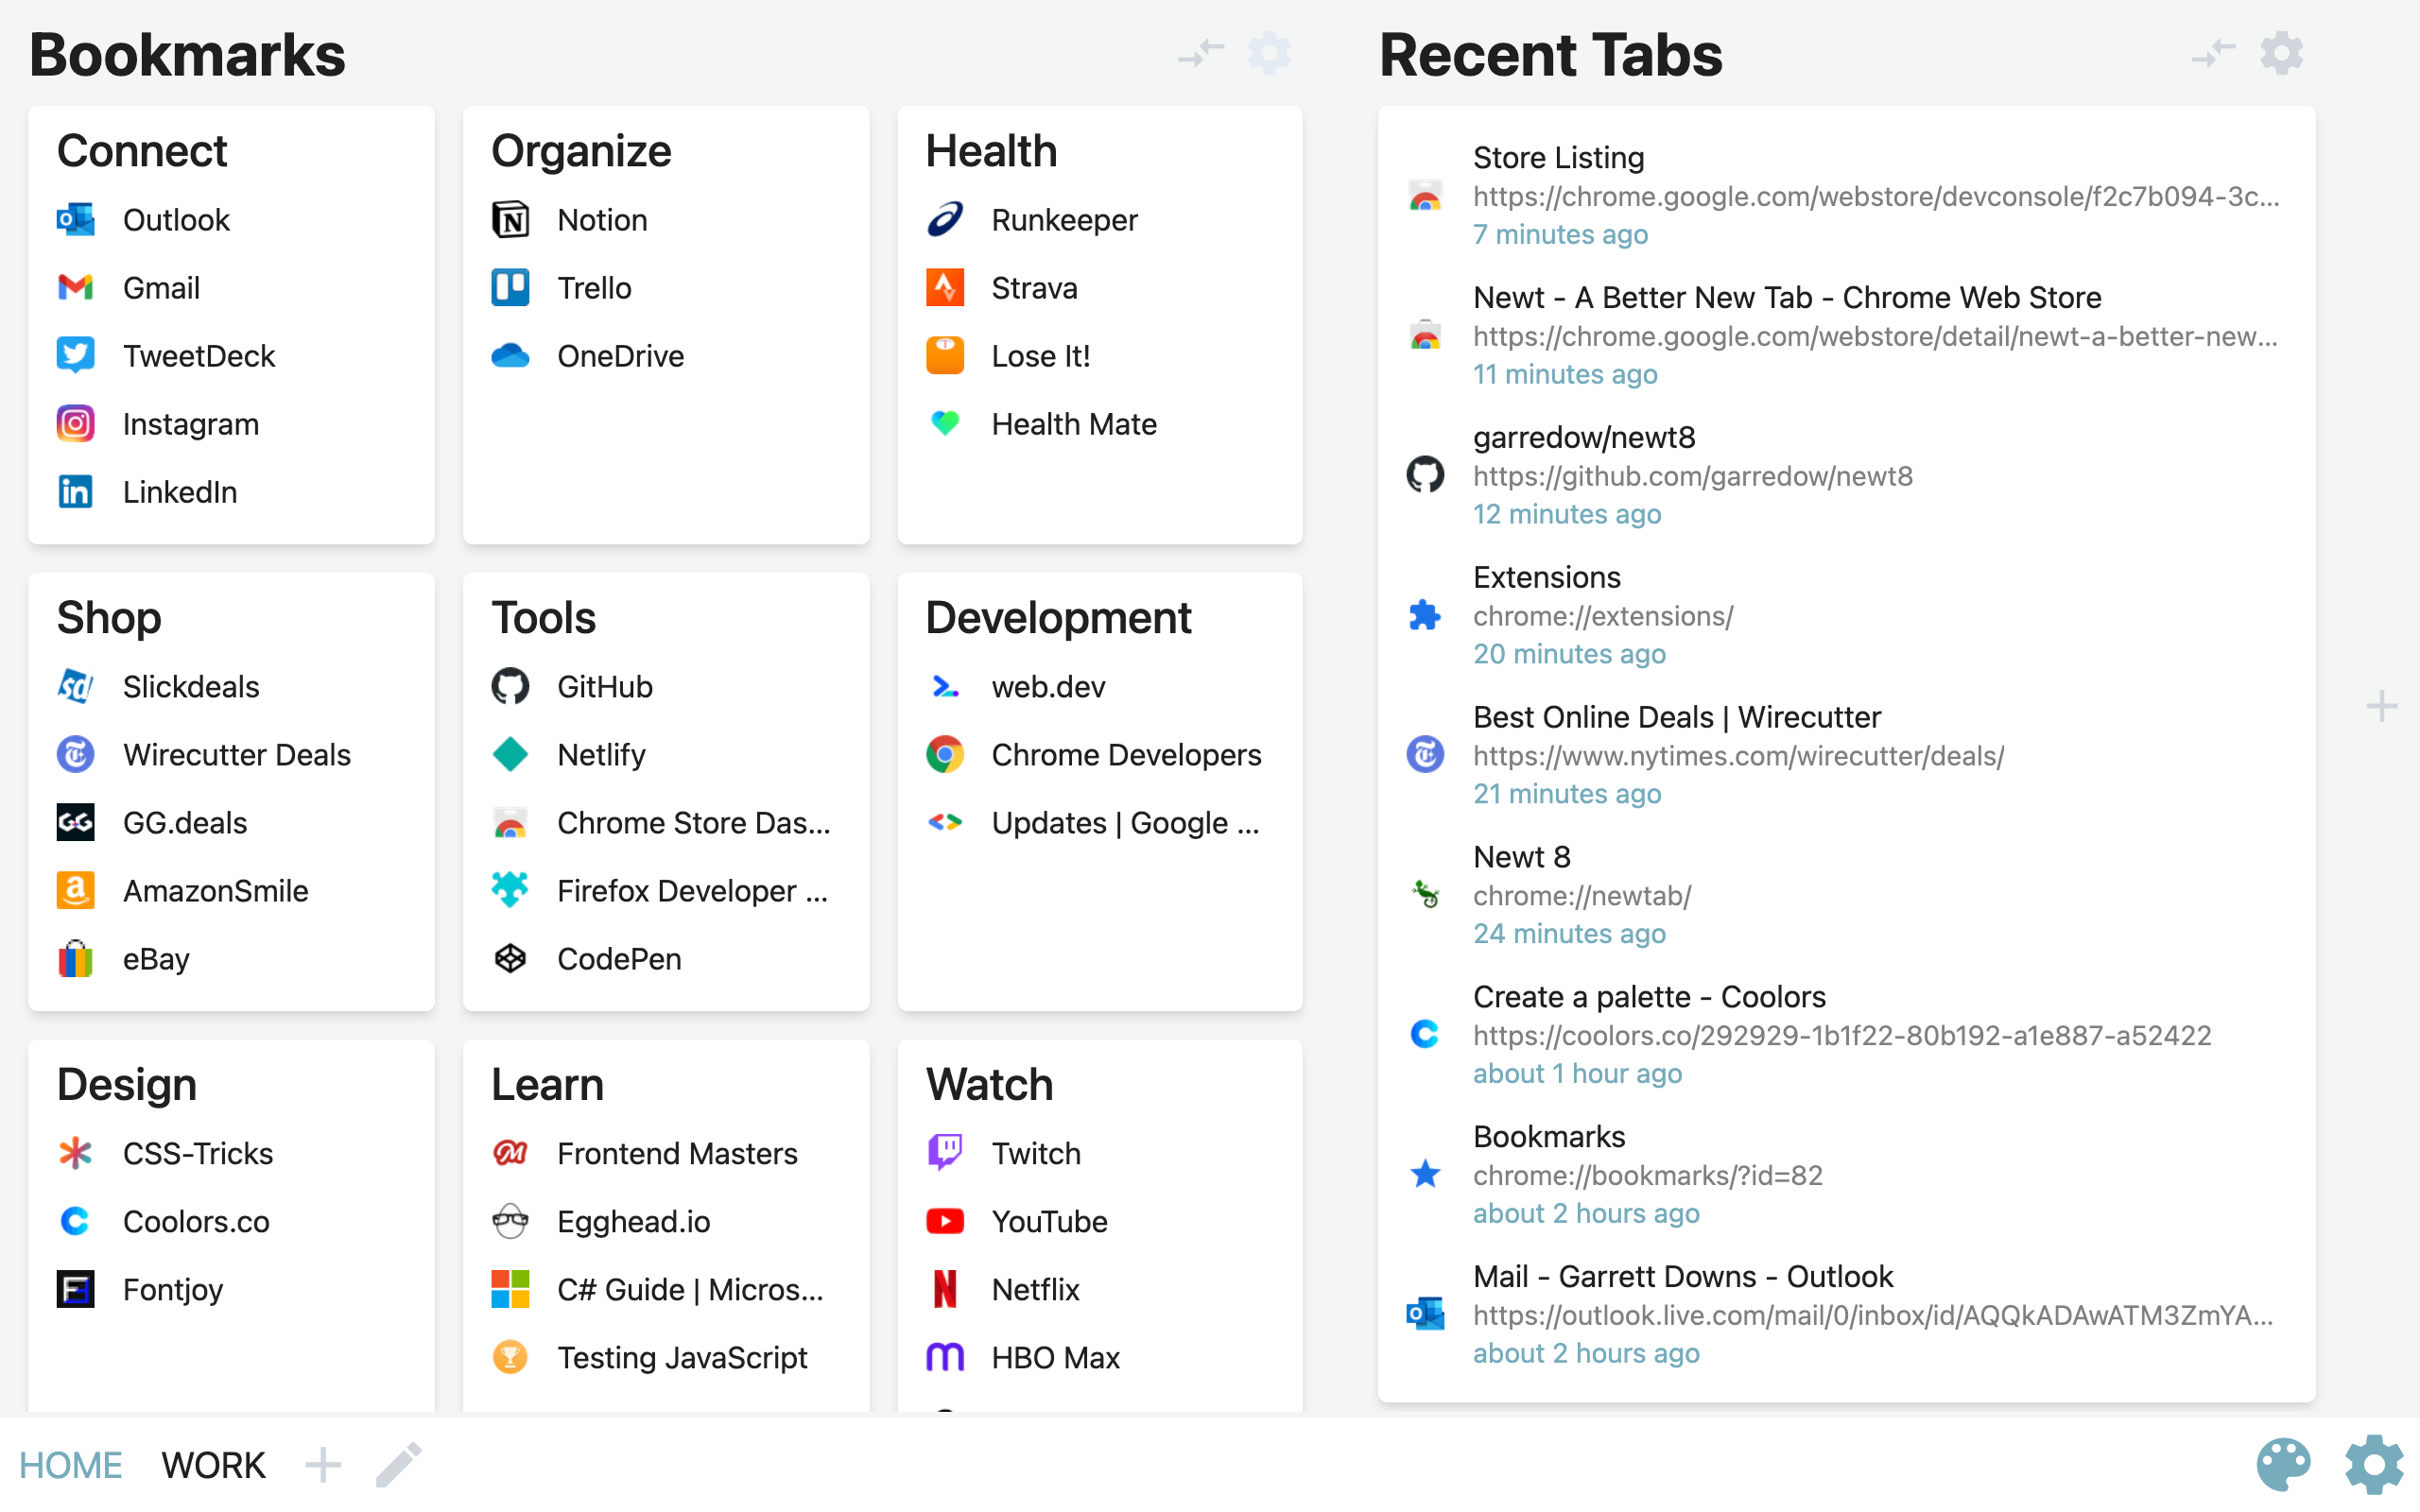 Bookmarks
Connect
Outlook
Gmail
TweetDeck
Instagram
LinkedIn
Organize
Notion
Trello
OneDrive
Health
Runkeeper
Strava
Lose It!
Health Mate
Shop
Slickdeals
Wirecutter Deals
GG.deals
AmazonSmile
eBay
Tools
GitHub
Netlify
Chrome Store Das...
Firefox Developer ...
CodePen
Development
web.dev
Chrome Developers
Updates | Google ...
Design
CSS-Tricks
Coolors.co
Fontjoy
Learn
Frontend Masters
Egghead.io
C# Guide | Micros...
Testing JavaScript
Watch
Twitch
YouTube
Netflix
HBO Max
Recent Tabs
Store Listing
https://chrome.google.com/webstore/devconsole/f2c7b094-3c...
7 minutes ago
Newt - A Better New Tab - Chrome Web Store
https://chrome.google.com/webstore/detail/newt-a-better-new...
11 minutes ago
garredow/newt8
https://github.com/garredow/newt8
12 minutes ago
Extensions
chrome://extensions/
20 minutes ago
Best Online Deals | Wirecutter
https://www.nytimes.com/wirecutter/deals/
21 minutes ago
Newt 8
chrome://newtab/
24 minutes ago
Create a palette - Coolors
https://coolors.co/292929-1b1f22-80b192-a1e887-a52422
about 1 hour ago
Bookmarks
chrome://bookmarks/?id=82
about 2 hours ago
Mail - Garrett Downs - Outlook
https://outlook.live.com/mail/0/inbox/id/AQQkADAwATM3ZmYA...
about 2 hours ago
HOME WORK